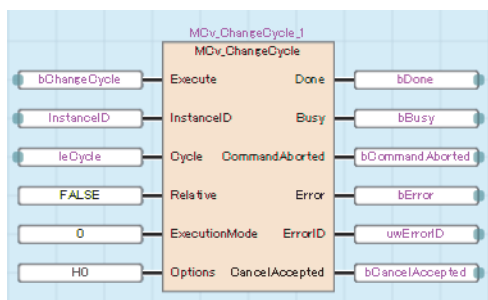 MCv_ChangeCycle_1
MCv_ChangeCycle
bChangeCycle Execute Done bDone
InstanceID InstanceID Busy bBusy
leCycle Cycle CommandAborted bCommandAborted
FALSE Relative Error bError
0 ExecutionMode ErrorID uwErrorID
H0 Options CancelAccepted bCancelAccepted